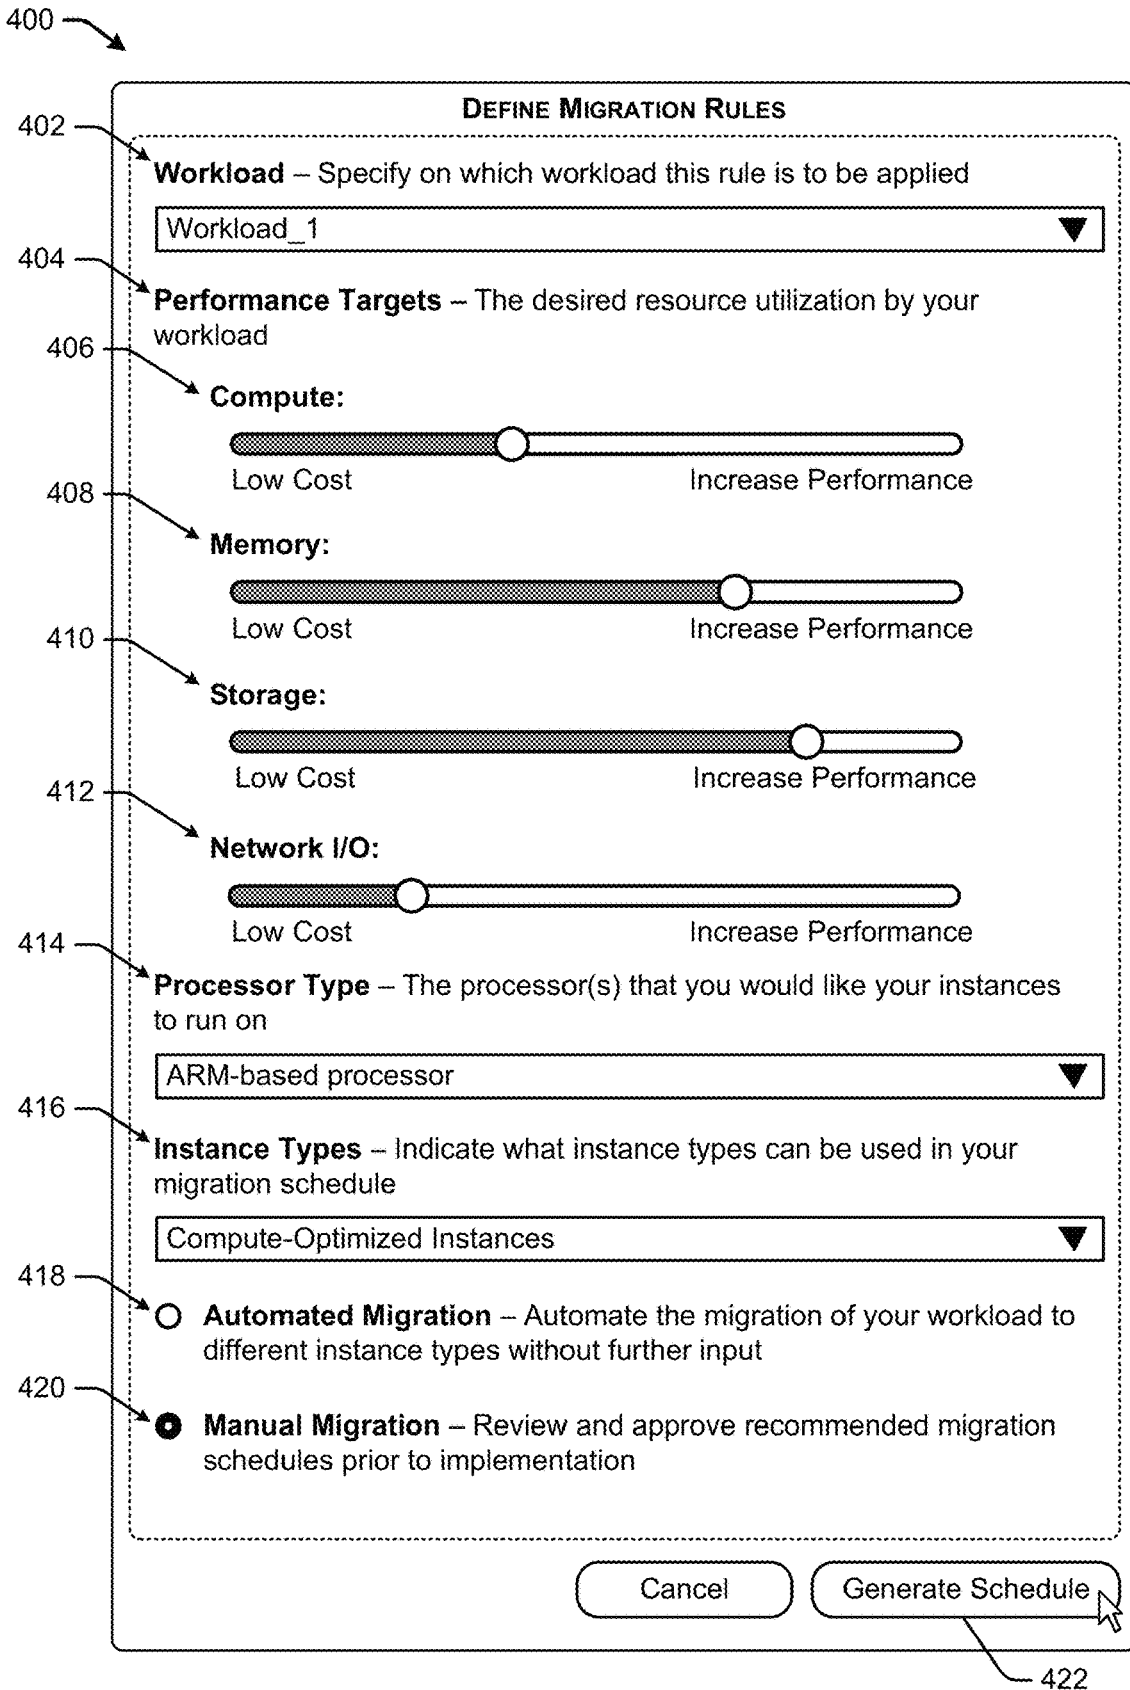 400
DEFINE MIGRATION RULES
402
Workload – Specify on which workload this rule is to be applied
Workload_1
404
Performance Targets – The desired resource utilization by your
workload
406
Compute:
Low Cost Increase Performance
408
Memory:
Low Cost Increase Performance
410
Storage:
Low Cost Increase Performance
412
Network I/O:
Low Cost Increase Performance
414
Processor Type – The processor(s) that you would like your instances
to run on
ARM-based processor
416
Instance Types – Indicate what instance types can be used in your
migration schedule
Compute-Optimized Instances
418
Automated Migration – Automate the migration of your workload to
different instance types without further input
420
Manual Migration – Review and approve recommended migration
schedules prior to implementation
Cancel Generate Schedule
422